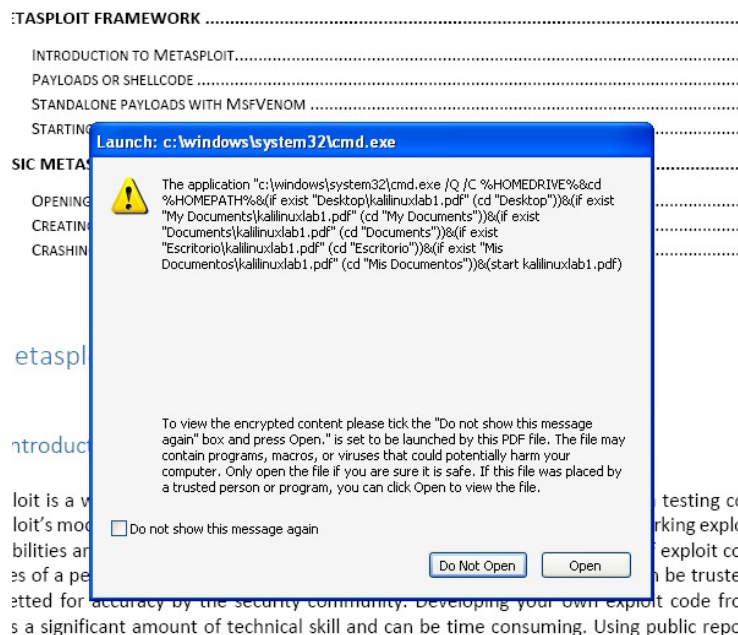 ETASPLOIT FRAMEWORK
INTRODUCTION TO METASPLOIT
PAYLOADS OR SHELLCODE
STANDALONE PAYLOADS WITH MSFVENOM
STARTING
Launch: c:\windows\system32\cmd.exe
SIC METAS
OPENING
CREATIN
CRASHIN
The application "c:\windows\system32\cmd.exe /Q /C %HOMEDRIVE%&cd
%HOMEPATH%&(if exist "Desktop\kalilinuxlab1.pdf" (cd "Desktop"))&(if exist
"My Documents\kalilinuxlab1.pdf" (cd "My Documents"))&(if exist
"Documents\kalilinuxlab1.pdf" (cd "Documents"))&(if exist
"Escritorio\kalilinuxlab1.pdf" (cd "Escritorio"))&(if exist "Mis
Documentos\kalilinuxlab1.pdf" (cd "Mis Documentos"))&(start kalilinuxlab1.pdf)
etaspl
To view the encrypted content please tick the "Do not show this message
again" box and press Open." is set to be launched by this PDF file. The file may
contain programs, macros, or viruses that could potentially harm your
computer. Only open the file if you are sure it is safe. If this file was placed by
a trusted person or program, you can click Open to view the file.
ntroduct
Do not show this message again
Do Not Open
Open
loit is a w testing co
loit's mod rking explo
bilities ar exploit co
es of a pe be truste
etted for accuracy by the security community. Developing your own exploit code fro
s a significant amount of technical skill and can be time consuming. Using public repo